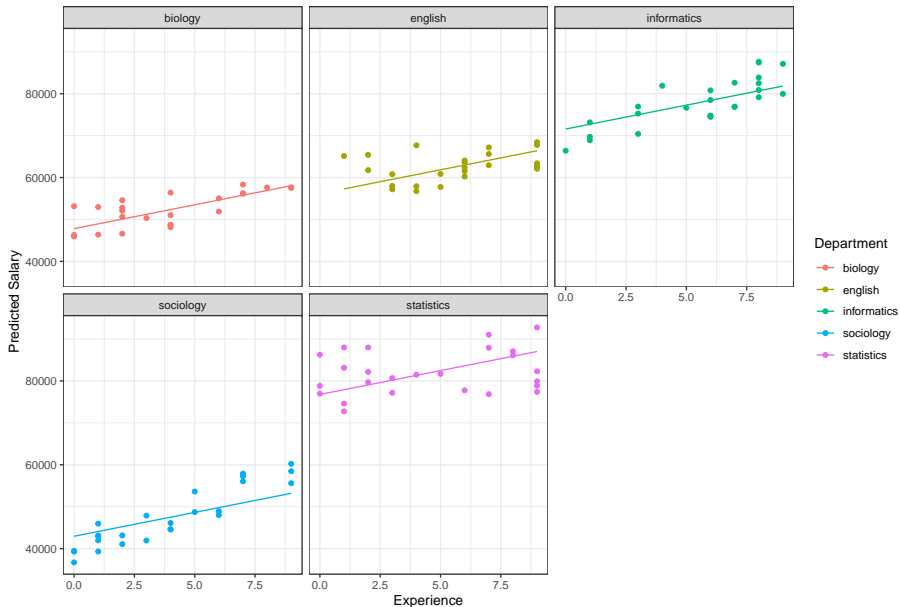 biology
english
informatics
80000
60000
40000
0.0 2.5 5.0 7.5
sociology
statistics
80000
60000
40000
0.0 2.5 5.0 7.5
0.0 2.5 5.0 7.5
Experience
Predicted Salary
Department
biology
english
informatics
sociology
statistics